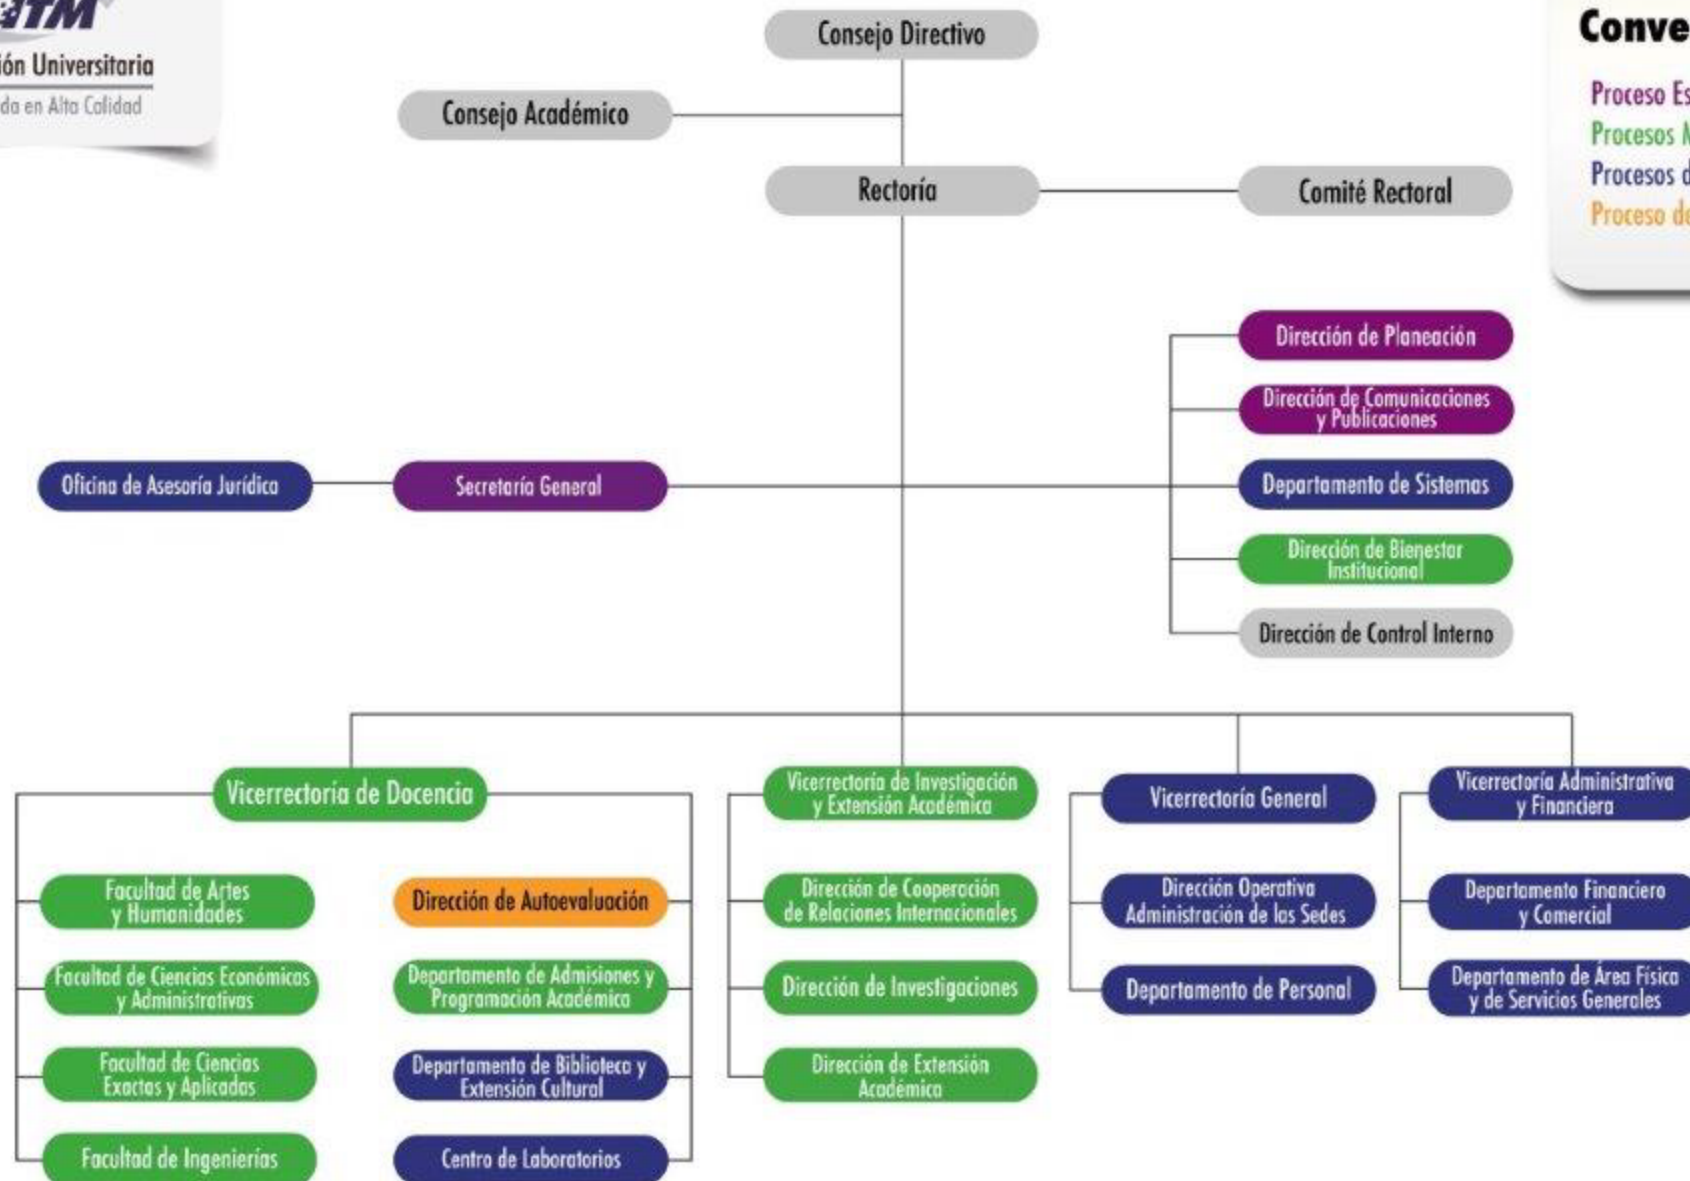 ITM
ión Universitaria
da en Alta Calidad
Conve
Proceso Es
Procesos M
Procesos d
Proceso de
Consejo Directivo
Consejo Académico
Rectoría
Comité Rectoral
Dirección de Planeación
Dirección de Comunicaciones
y Publicaciones
Oficina de Asesoría Jurídica
Secretaría General
Departamento de Sistemas
Dirección de Bienestar
Institucional
Dirección de Control Interno
Vicerrectoría de Docencia
Vicerrectoría de Investigación
y Extensión Académica
Vicerrectoría General
Vicerrectoría Administrativa
y Financiera
Facultad de Artes
y Humanidades
Dirección de Autoevaluación
Dirección de Cooperación
de Relaciones Internacionales
Dirección Operativa
Administración de las Sedes
Departamento Financiero
y Comercial
Facultad de Ciencias Económicas
y Administrativas
Departamento de Admisiones y
Programación Académica
Dirección de Investigaciones
Departamento de Personal
Departamento de Área Física
y de Servicios Generales
Facultad de Ciencias
Exactas y Aplicadas
Departamento de Biblioteca y
Extensión Cultural
Dirección de Extensión
Académica
Facultad de Ingenierías
Centro de Laboratorios